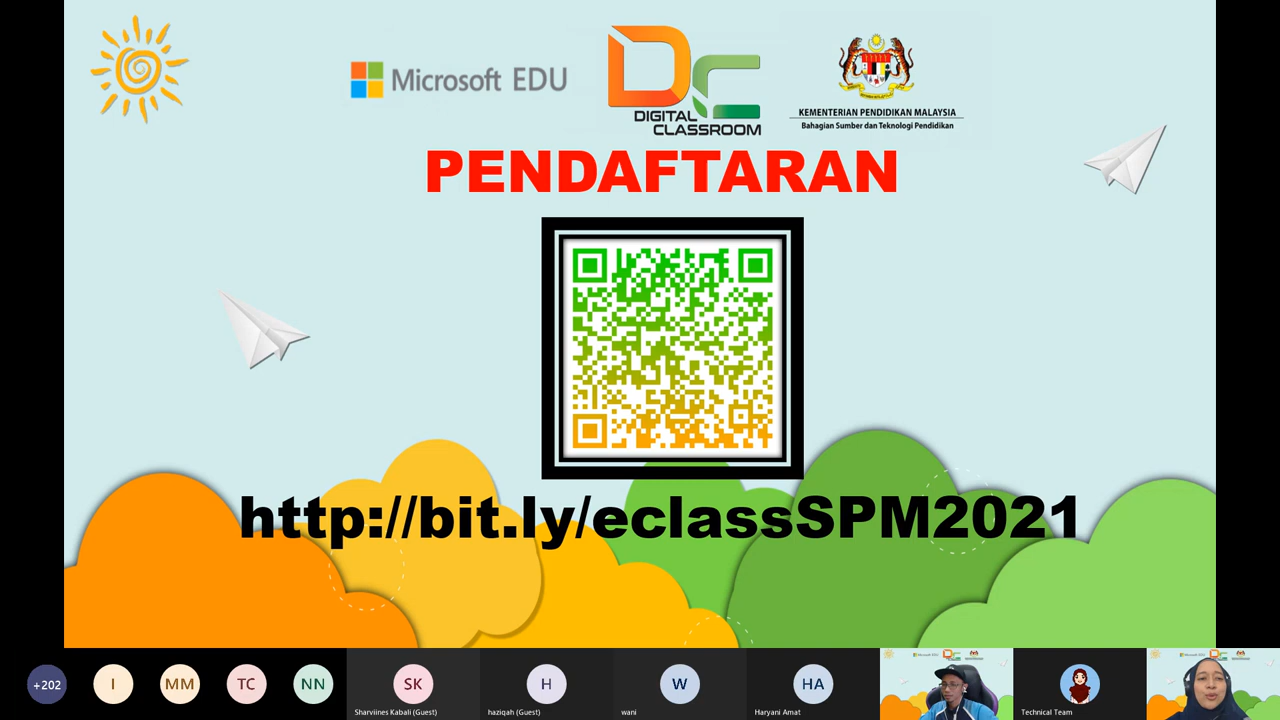 Microsoft EDU
DC
DIGITAL
CLASSROOM
KEMENTERIAN PENDIDIKAN MALAYSIA
Bahagian Sumber dan Teknologi Pendidikan
PENDAFTARAN
http://bit.ly/eclassSPM2021
+202
I
MM
TC
NN
SK
Sharviines Kabali (Guest)
H
haziqah (Guest)
W
wani
HA
Haryani Amat
Technical Team